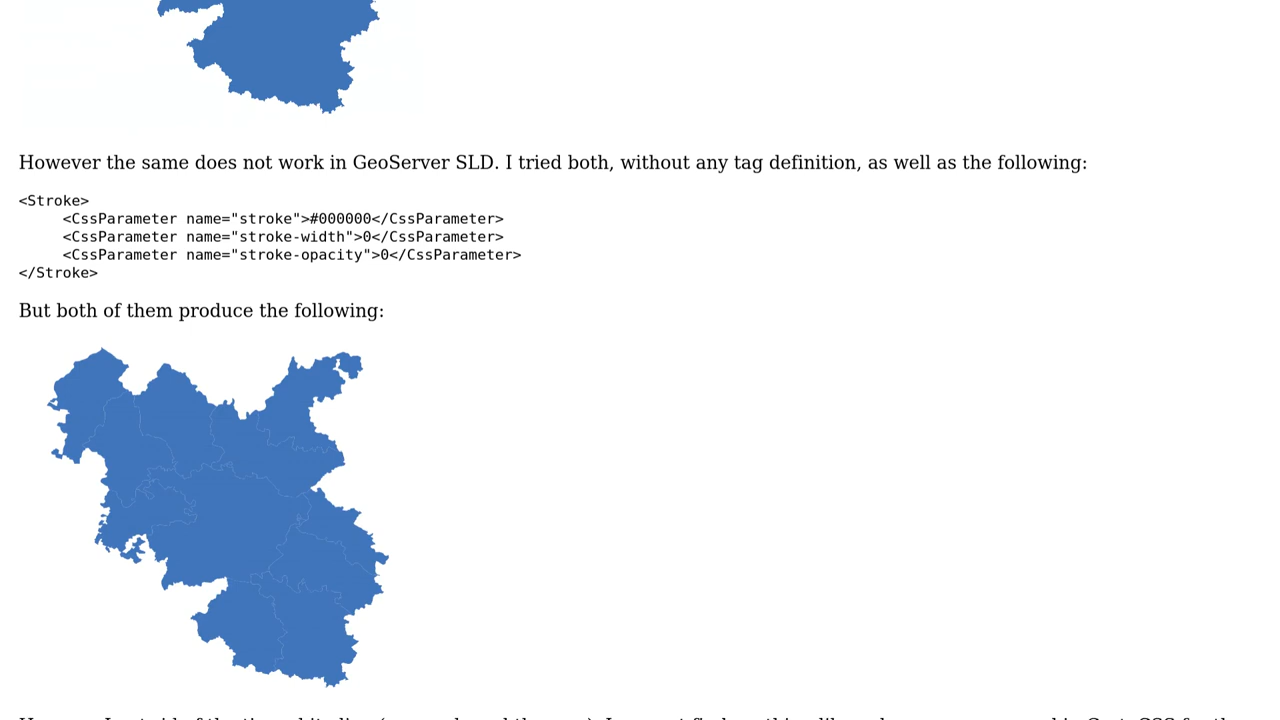 However the same does not work in GeoServer SLD. I tried both, without any tag definition, as well as the following:
<Stroke>
     <CssParameter name="stroke">#000000</CssParameter>
     <CssParameter name="stroke-width">0</CssParameter>
     <CssParameter name="stroke-opacity">0</CssParameter>
</Stroke>
But both of them produce the following: